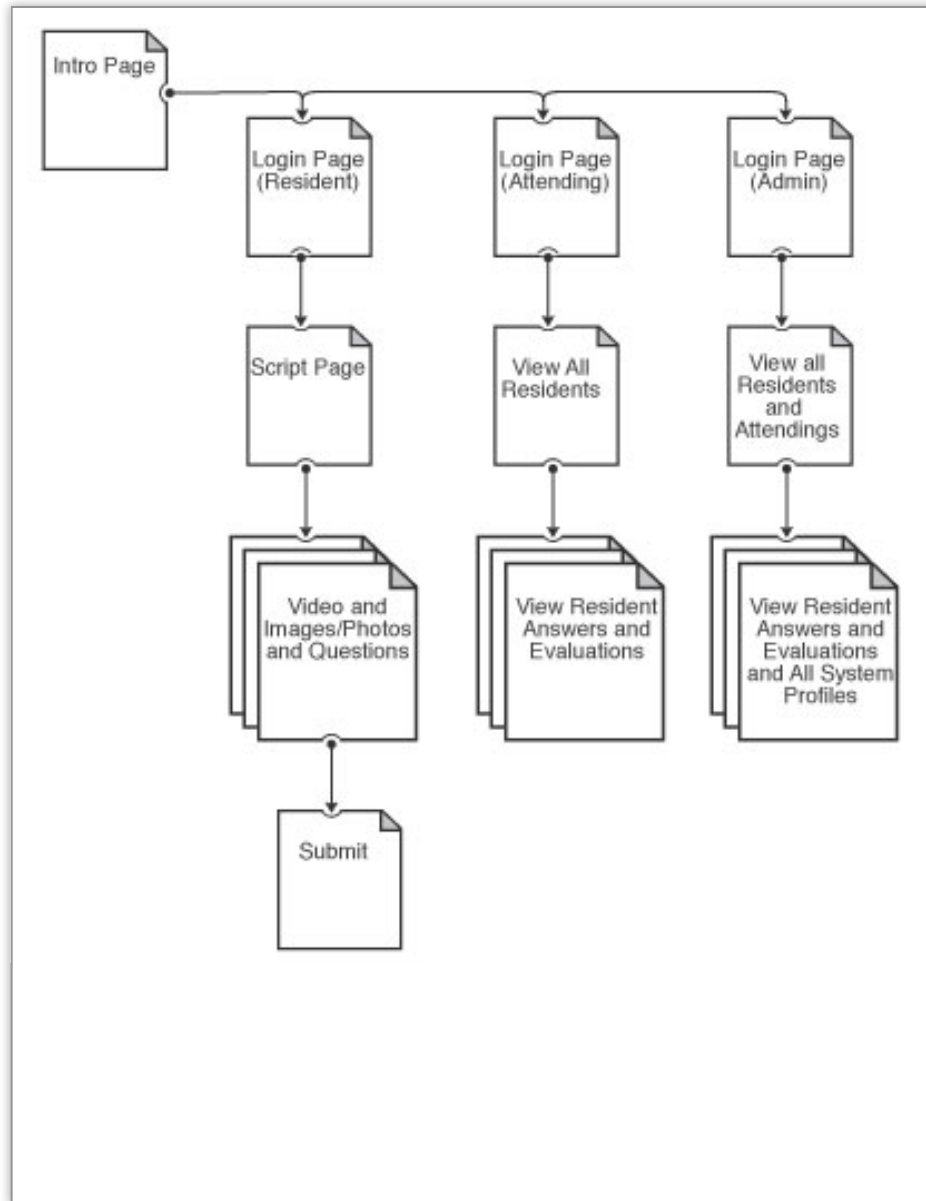 Intro Page
Login Page
(Resident)
Login Page
(Attending)
Login Page
(Admin)
Script Page
View All
Residents
View all
Residents
and
Attendings
Video and
Images/Photos
and Questions
View Resident
Answers and
Evaluations
View Resident
Answers and
Evaluations
and All System
Profiles
Submit